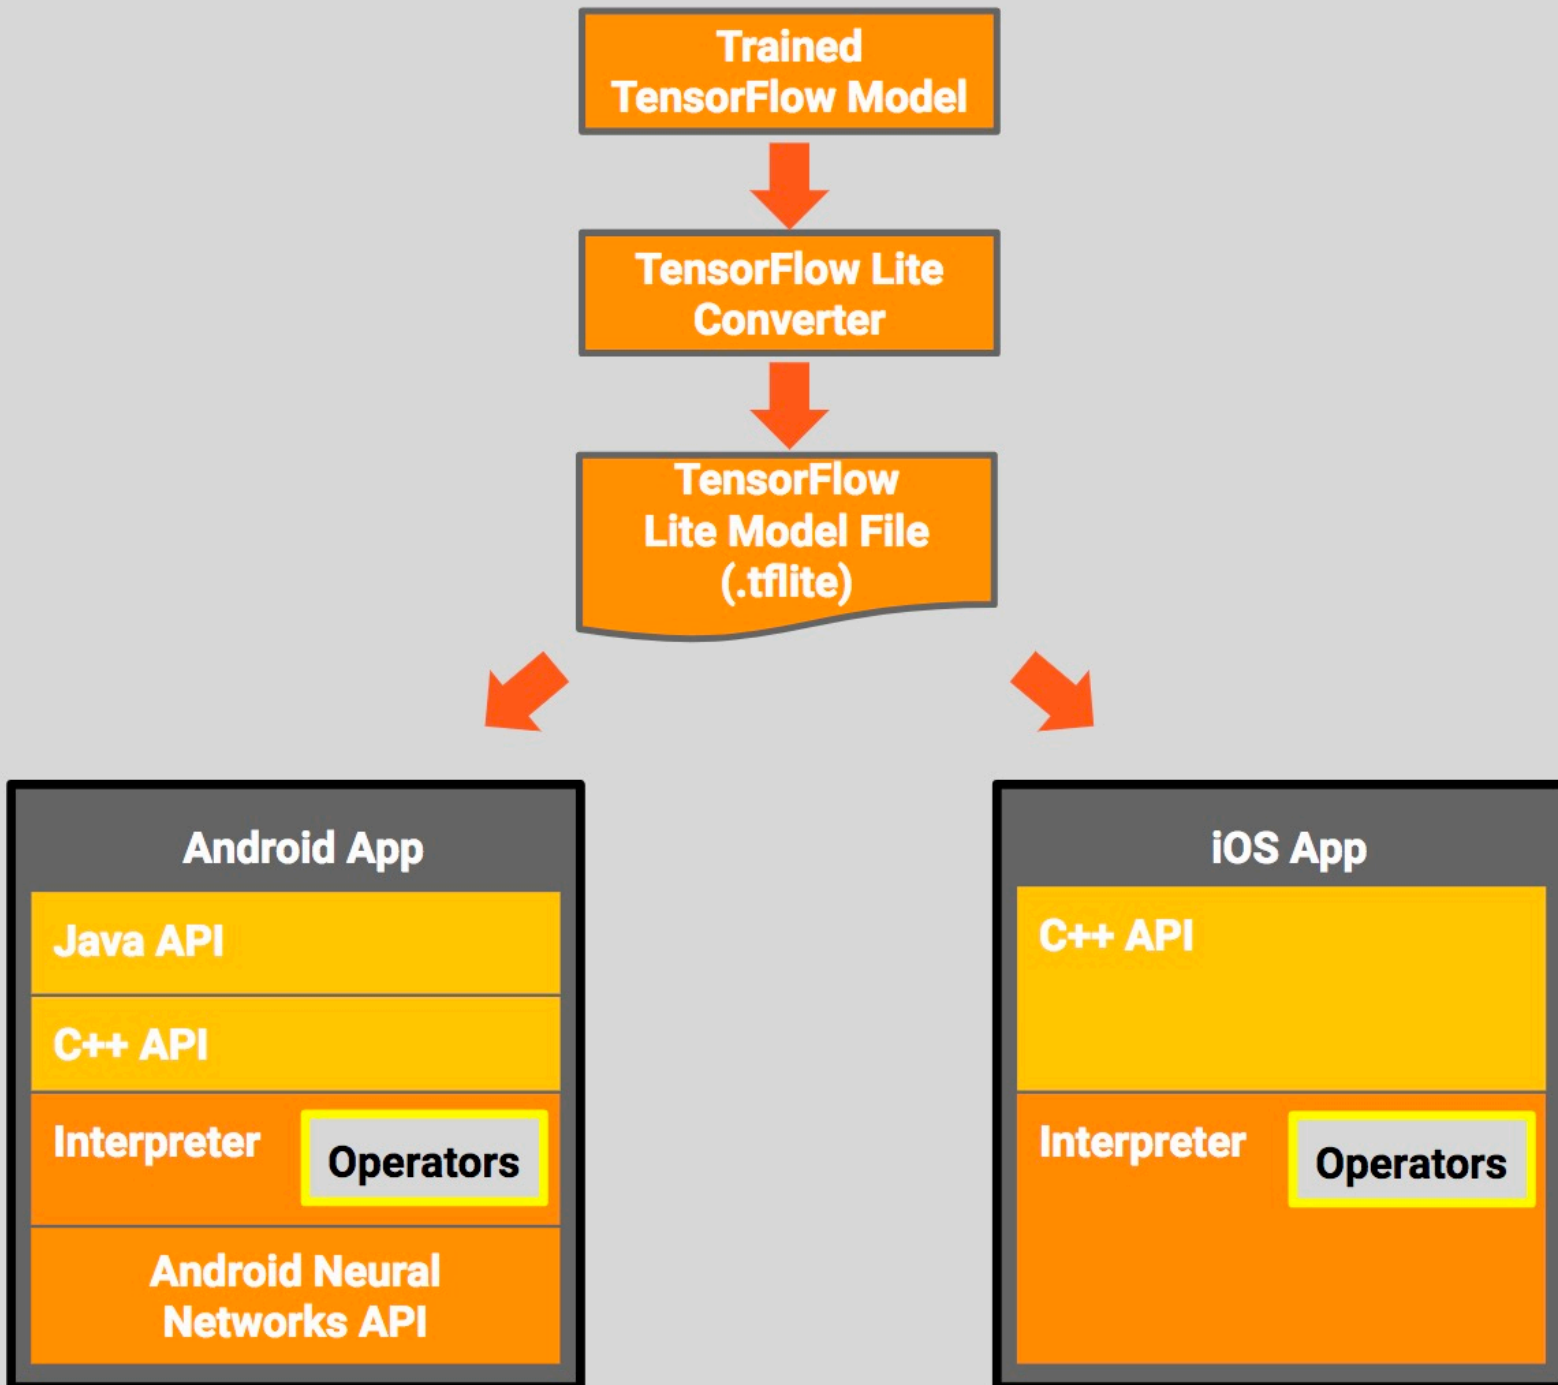 Trained
TensorFlow Model
TensorFlow Lite
Converter
TensorFlow
Lite Model File
(.tflite)
Android App
Java API
C++ API
Interpreter
Operators
Android Neural
Networks API
iOS App
C++ API
Interpreter
Operators